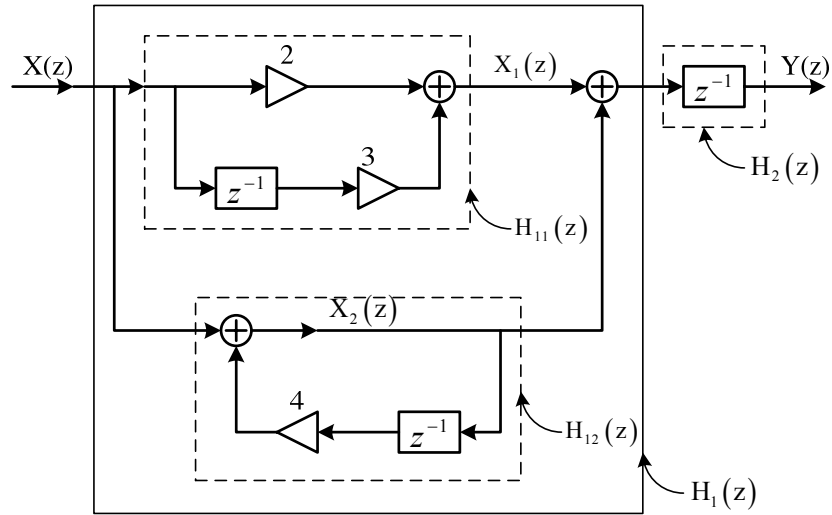 2
X(z)
X₁(z)
Y(z)
z⁻¹
3
z⁻¹
H₂(z)
H₁₁(z)
X₂(z)
4
z⁻¹
H₁₂(z)
H₁(z)